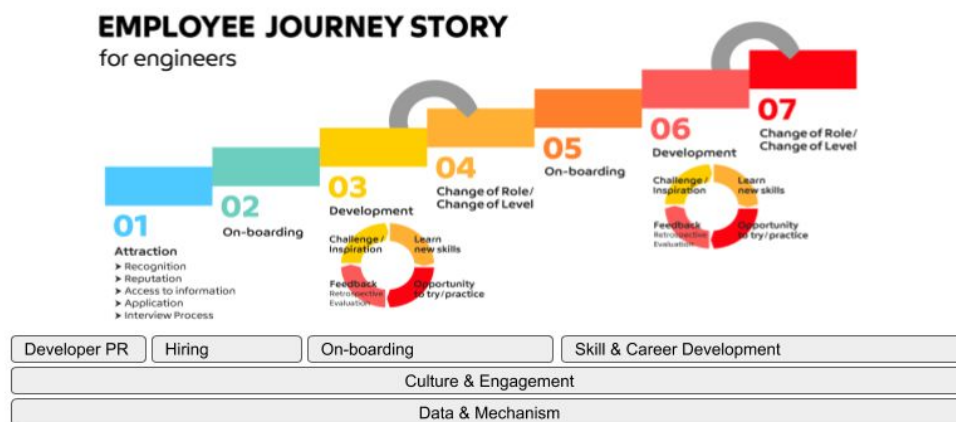 EMPLOYEE JOURNEY STORY
for engineers
01
Attraction
➤ Recognition
➤ Reputation
➤ Access to information
➤ Application
➤ Interview Process
02
On-boarding
03
Development
Challenge /
Inspiration
Learn
new skills
Feedback
Retrospective
Evaluation
Opportunity
to try/practice
04
Change of Role/
Change of Level
05
On-boarding
06
Development
Challenge /
Inspiration
Learn
new skills
Feedback
Retrospective
Evaluation
Opportunity
to try/practice
07
Change of Role/
Change of Level
Developer PR
Hiring
On-boarding
Skill & Career Development
Culture & Engagement
Data & Mechanism